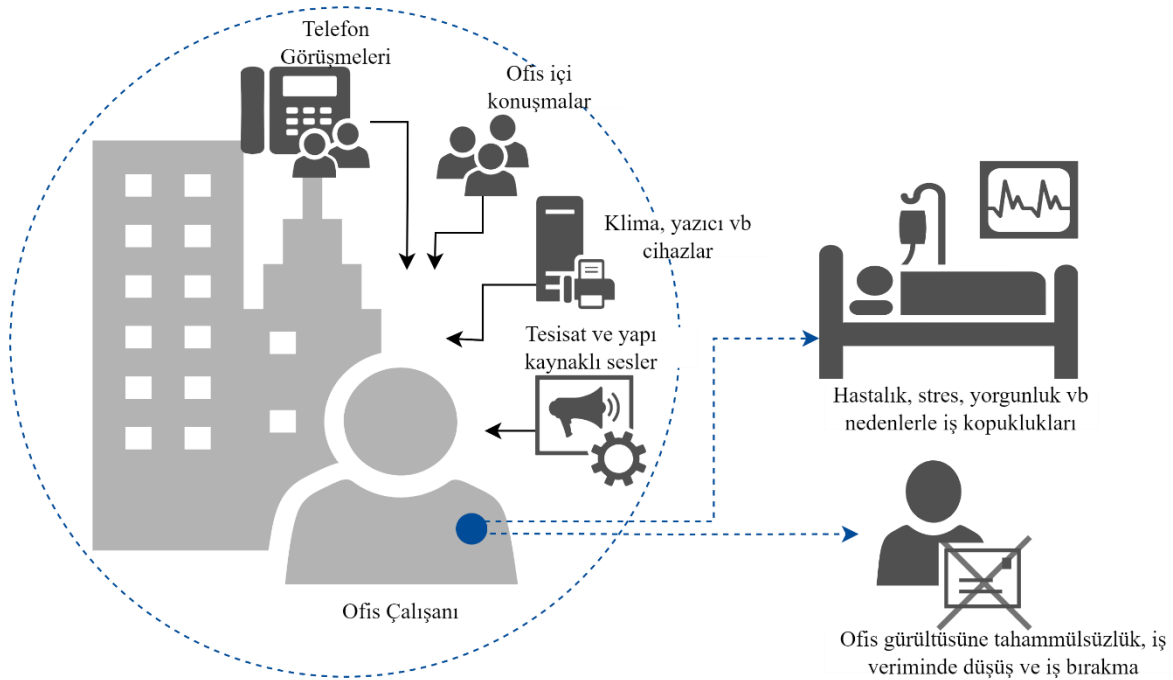 Telefon
Görüşmeleri
Ofis içi
konuşmalar
Klima, yazıcı vb
cihazlar
Tesisat ve yapı
kaynaklı sesler
Ofis Çalışanı
Hastalık, stres, yorgunluk vb
nedenlerle iş kopuklukları
Ofis gürültüsüne tahammülsüzlük, iş
veriminde düşüş ve iş bırakma